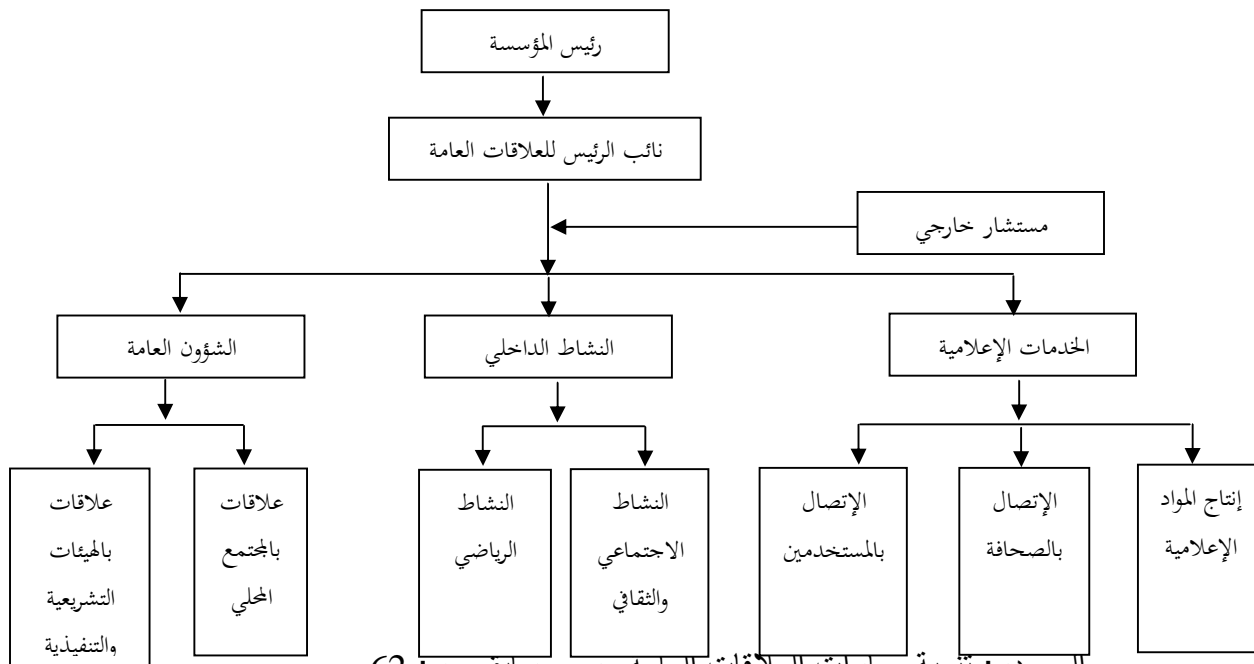 رئيس المؤسسة
نائب الرئيس للعلاقات العامة
مستشار خارجي
الخدمات الإعلامية
النشاط الداخلي
الشؤون العامة
إنتاج المواد
الإعلامية
الإتصال
بالصحافة
الإتصال
بالمستخدمين
النشاط
الاجتماعي
والثقافي
النشاط
الرياضي
علاقات
بالمجتمع
المحلي
علاقات
بالهيئات
التشريعية
والتنفيذية
62